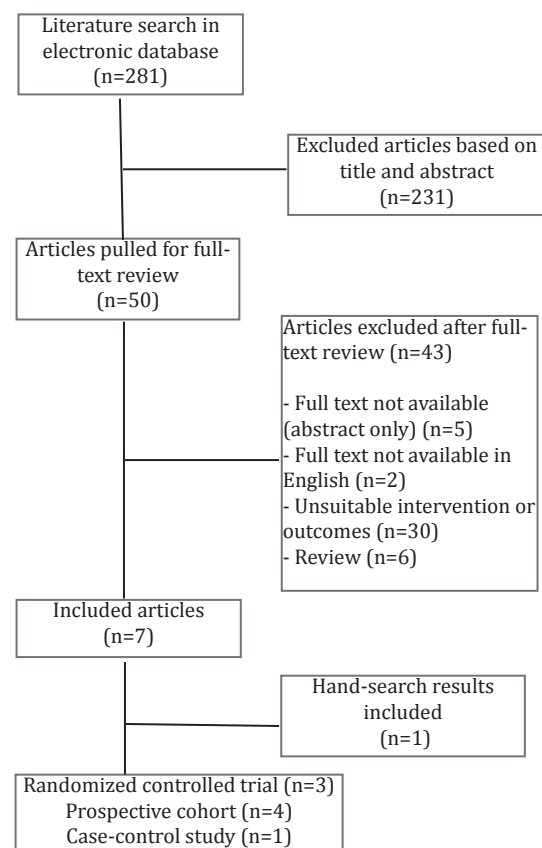 Literature search in
electronic database
(n=281)
Excluded articles based on
title and abstract
(n=231)
Articles pulled for full-
text review
(n=50)
Articles excluded after full-
text review (n=43)
- Full text not available
(abstract only) (n=5)
- Full text not available in
English (n=2)
- Unsuitable intervention or
outcomes (n=30)
- Review (n=6)
Included articles
(n=7)
Hand-search results
included
(n=1)
Randomized controlled trial (n=3)
Prospective cohort (n=4)
Case-control study (n=1)